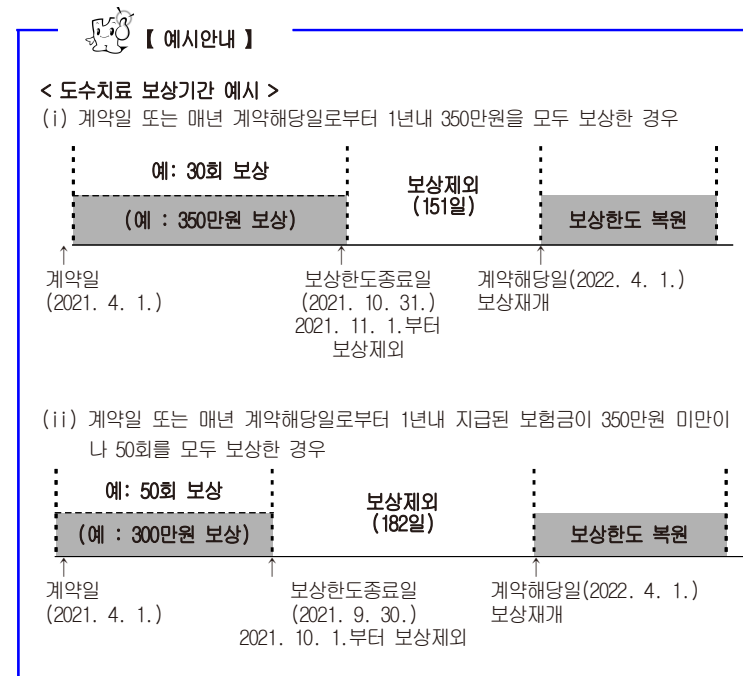 【 예시안내 】
< 도수치료 보상기간 예시 >
(i) 계약일 또는 매년 계약해당일로부터 1년내 350만원을 모두 보상한 경우
예: 30회 보상
보상제외
(151일)
(예 : 350만원 보상)
보상한도 복원
↑ ↑ ↑
계약일 보상한도종료일 계약해당일(2022. 4. 1.)
(2021. 4. 1.) (2021. 10. 31.) 보상재개
2021. 11. 1.부터
보상제외
(ii) 계약일 또는 매년 계약해당일로부터 1년내 지급된 보험금이 350만원 미만이
나 50회를 모두 보상한 경우
예: 50회 보상
보상제외
(182일)
(예 : 300만원 보상)
보상한도 복원
↑ ↑ ↑
계약일 보상한도종료일 계약해당일(2022. 4. 1.)
(2021. 4. 1.) (2021. 9. 30.) 보상재개
2021. 10. 1.부터 보상제외